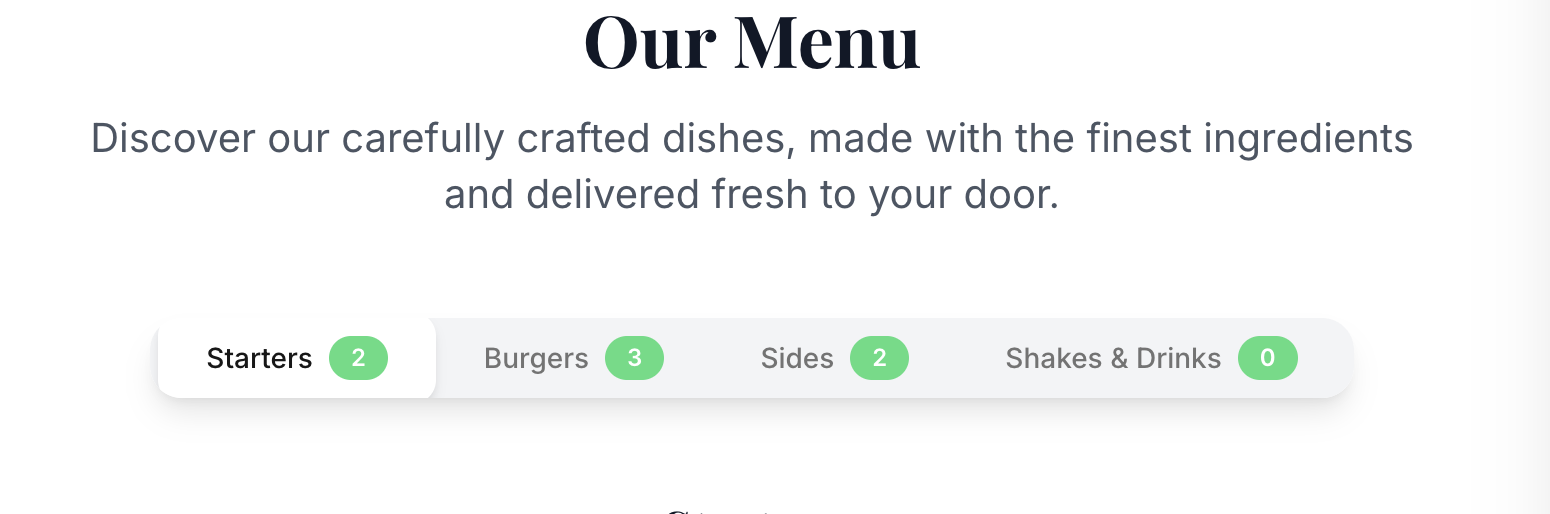 Our Menu
Discover our carefully crafted dishes, made with the finest ingredients
and delivered fresh to your door.
Starters 2 Burgers 3 Sides 2 Shakes & Drinks 0